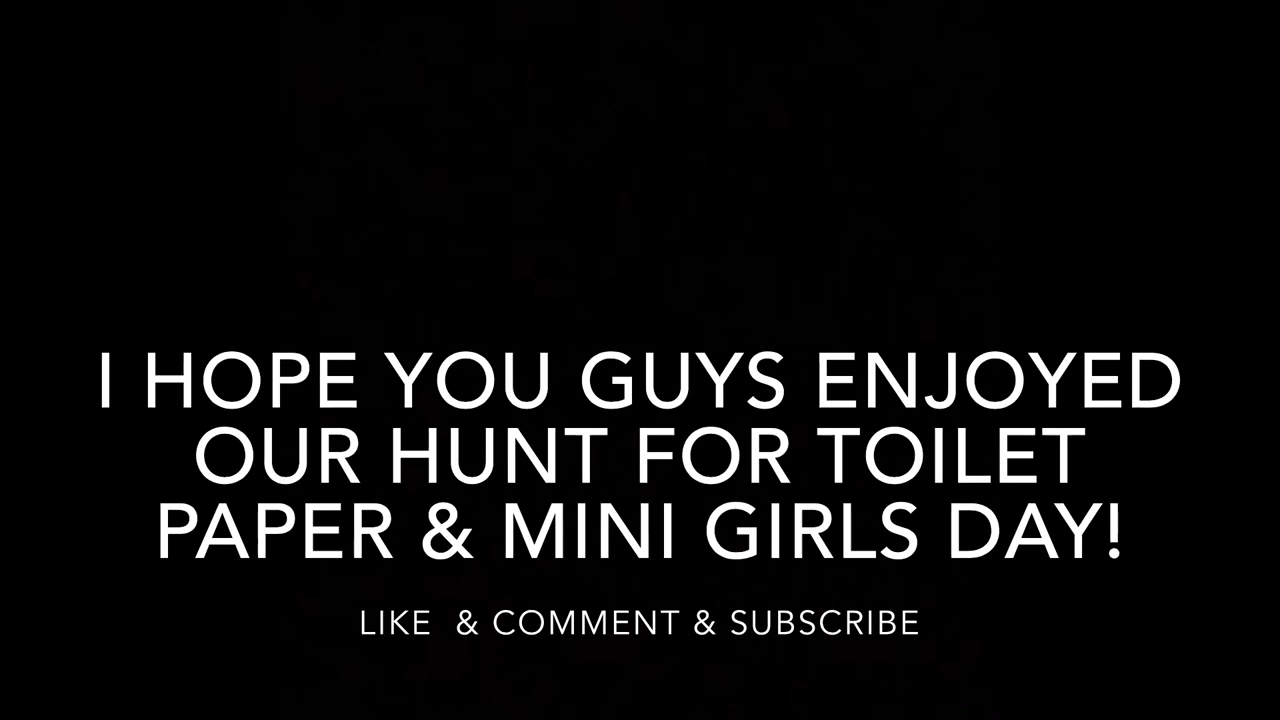 I HOPE YOU GUYS ENJOYED
OUR HUNT FOR TOILET
PAPER & MINI GIRLS DAY!
LIKE & COMMENT & SUBSCRIBE